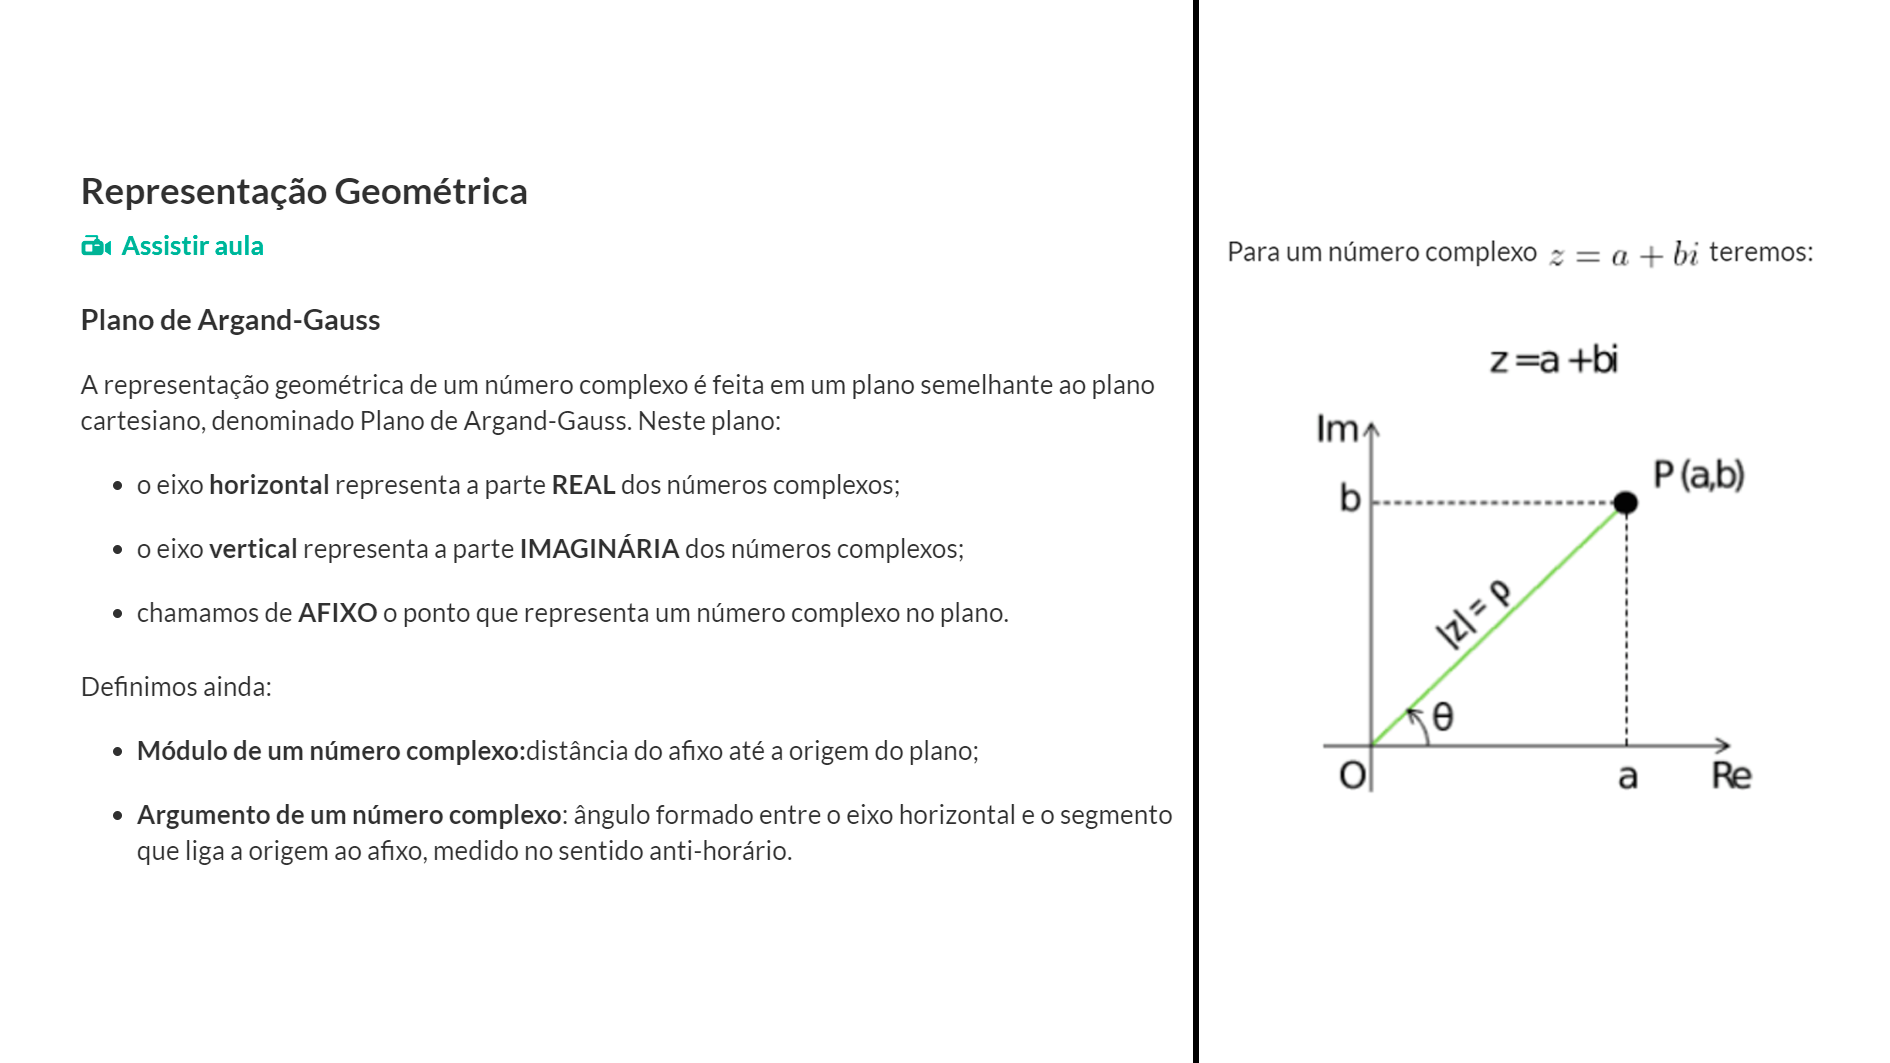 Representação Geométrica
Assistir aula
Plano de Argand-Gauss
A representação geométrica de um número complexo é feita em um plano semelhante ao plano
cartesiano, denominado Plano de Argand-Gauss. Neste plano:
• o eixo horizontal representa a parte REAL dos números complexos;
• o eixo vertical representa a parte IMAGINÁRIA dos números complexos;
• chamamos de AFIXO o ponto que representa um número complexo no plano.
Definimos ainda:
• Módulo de um número complexo:distância do afixo até a origem do plano;
• Argumento de um número complexo: ângulo formado entre o eixo horizontal e o segmento
que liga a origem ao afixo, medido no sentido anti-horário.
Para um número complexo z = a + bi teremos:
z =a +bi
Im
P (a,b)
b
|z| = ρ
θ
O
a
Re